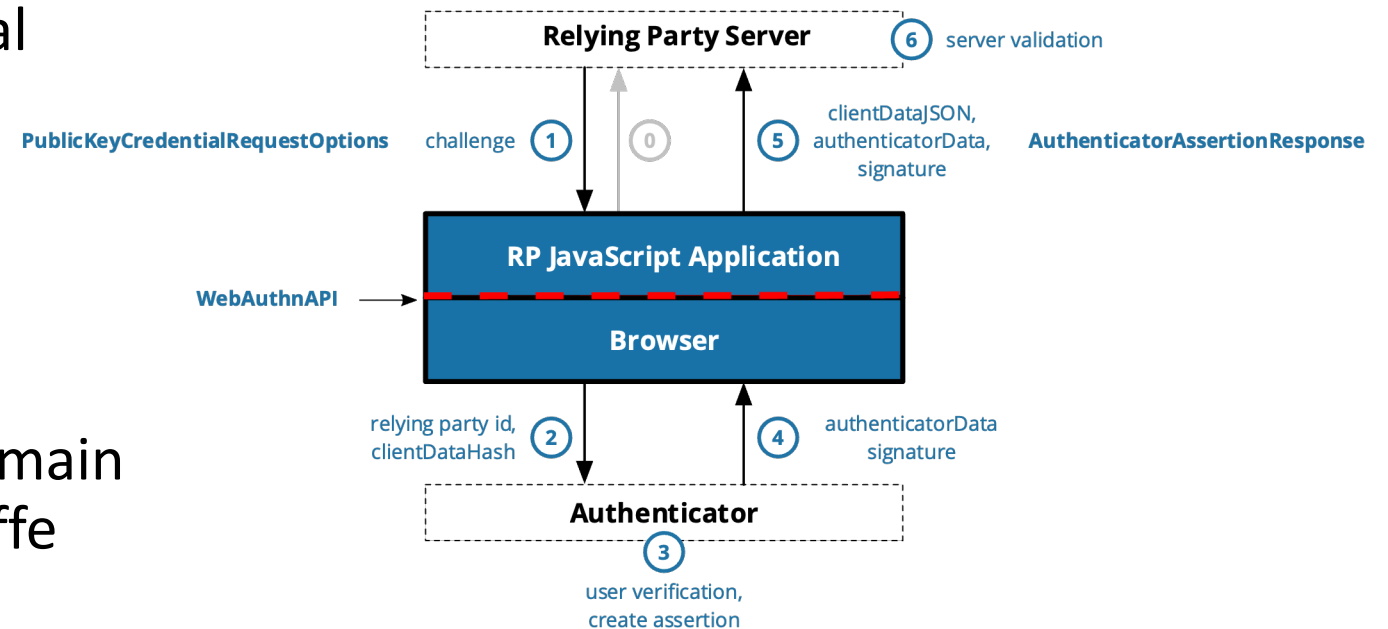 al
Relying Party Server
6 server validation
PublicKeyCredentialRequestOptions
challenge 1
0
5
clientDataJSON,
authenticatorData,
signature
AuthenticatorAssertionResponse
RP JavaScript Application
WebAuthnAPI
Browser
relying party id,
clientDataHash
2
4
authenticatorData
signature
main
ffe
Authenticator
3
user verification,
create assertion